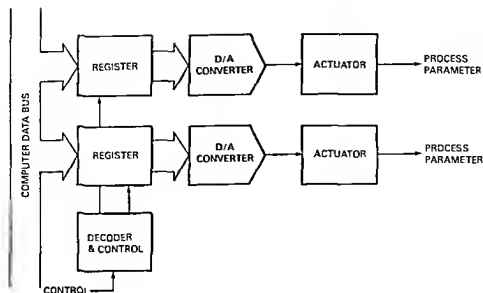 COMPUTER DATA BUS
REGISTER
D/A
CONVERTER
ACTUATOR
PROCESS
PARAMETER
REGISTER
D/A
CONVERTER
ACTUATOR
PROCESS
PARAMETER
DECODER
& CONTROL
CONTROL